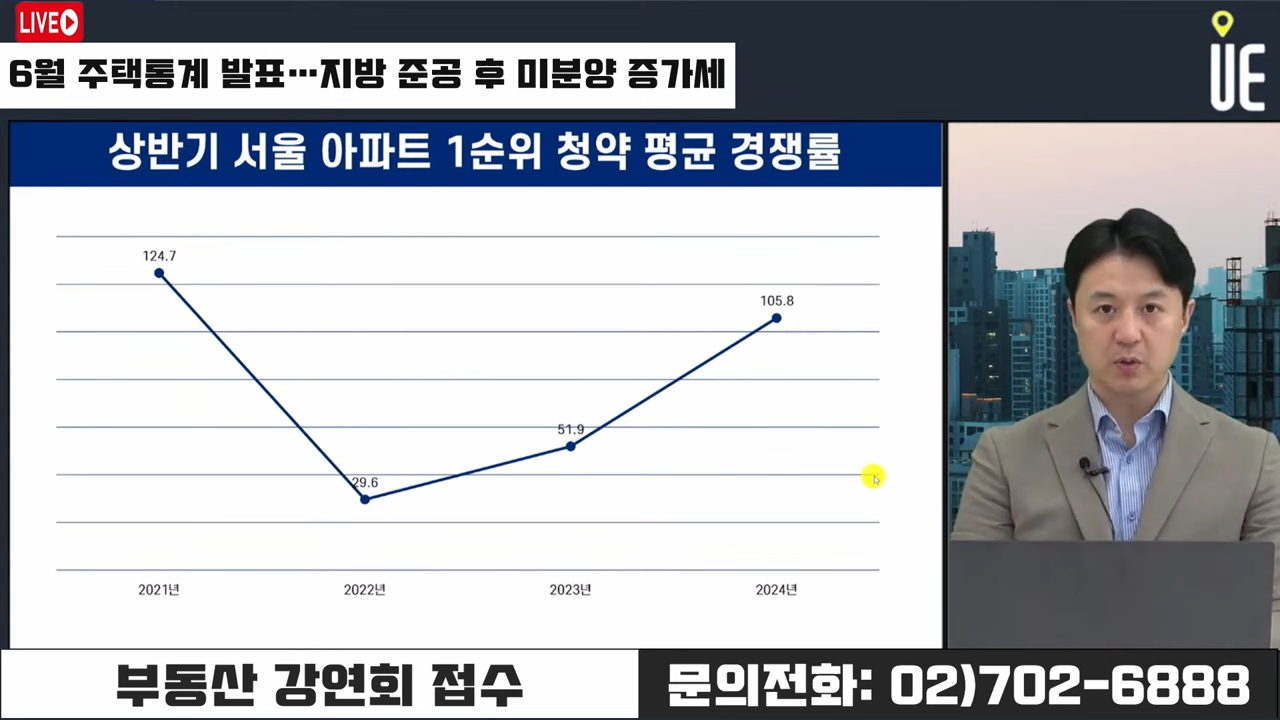 LIVE
6월 주택통계 발표···지방 준공 후 미분양 증가세
UE
상반기 서울 아파트 1순위 청약 평균 경쟁률
124.7
105.8
51.9
29.6
2021년 2022년 2023년 2024년
부동산 강연회 접수
문의전화: 02)702-6888